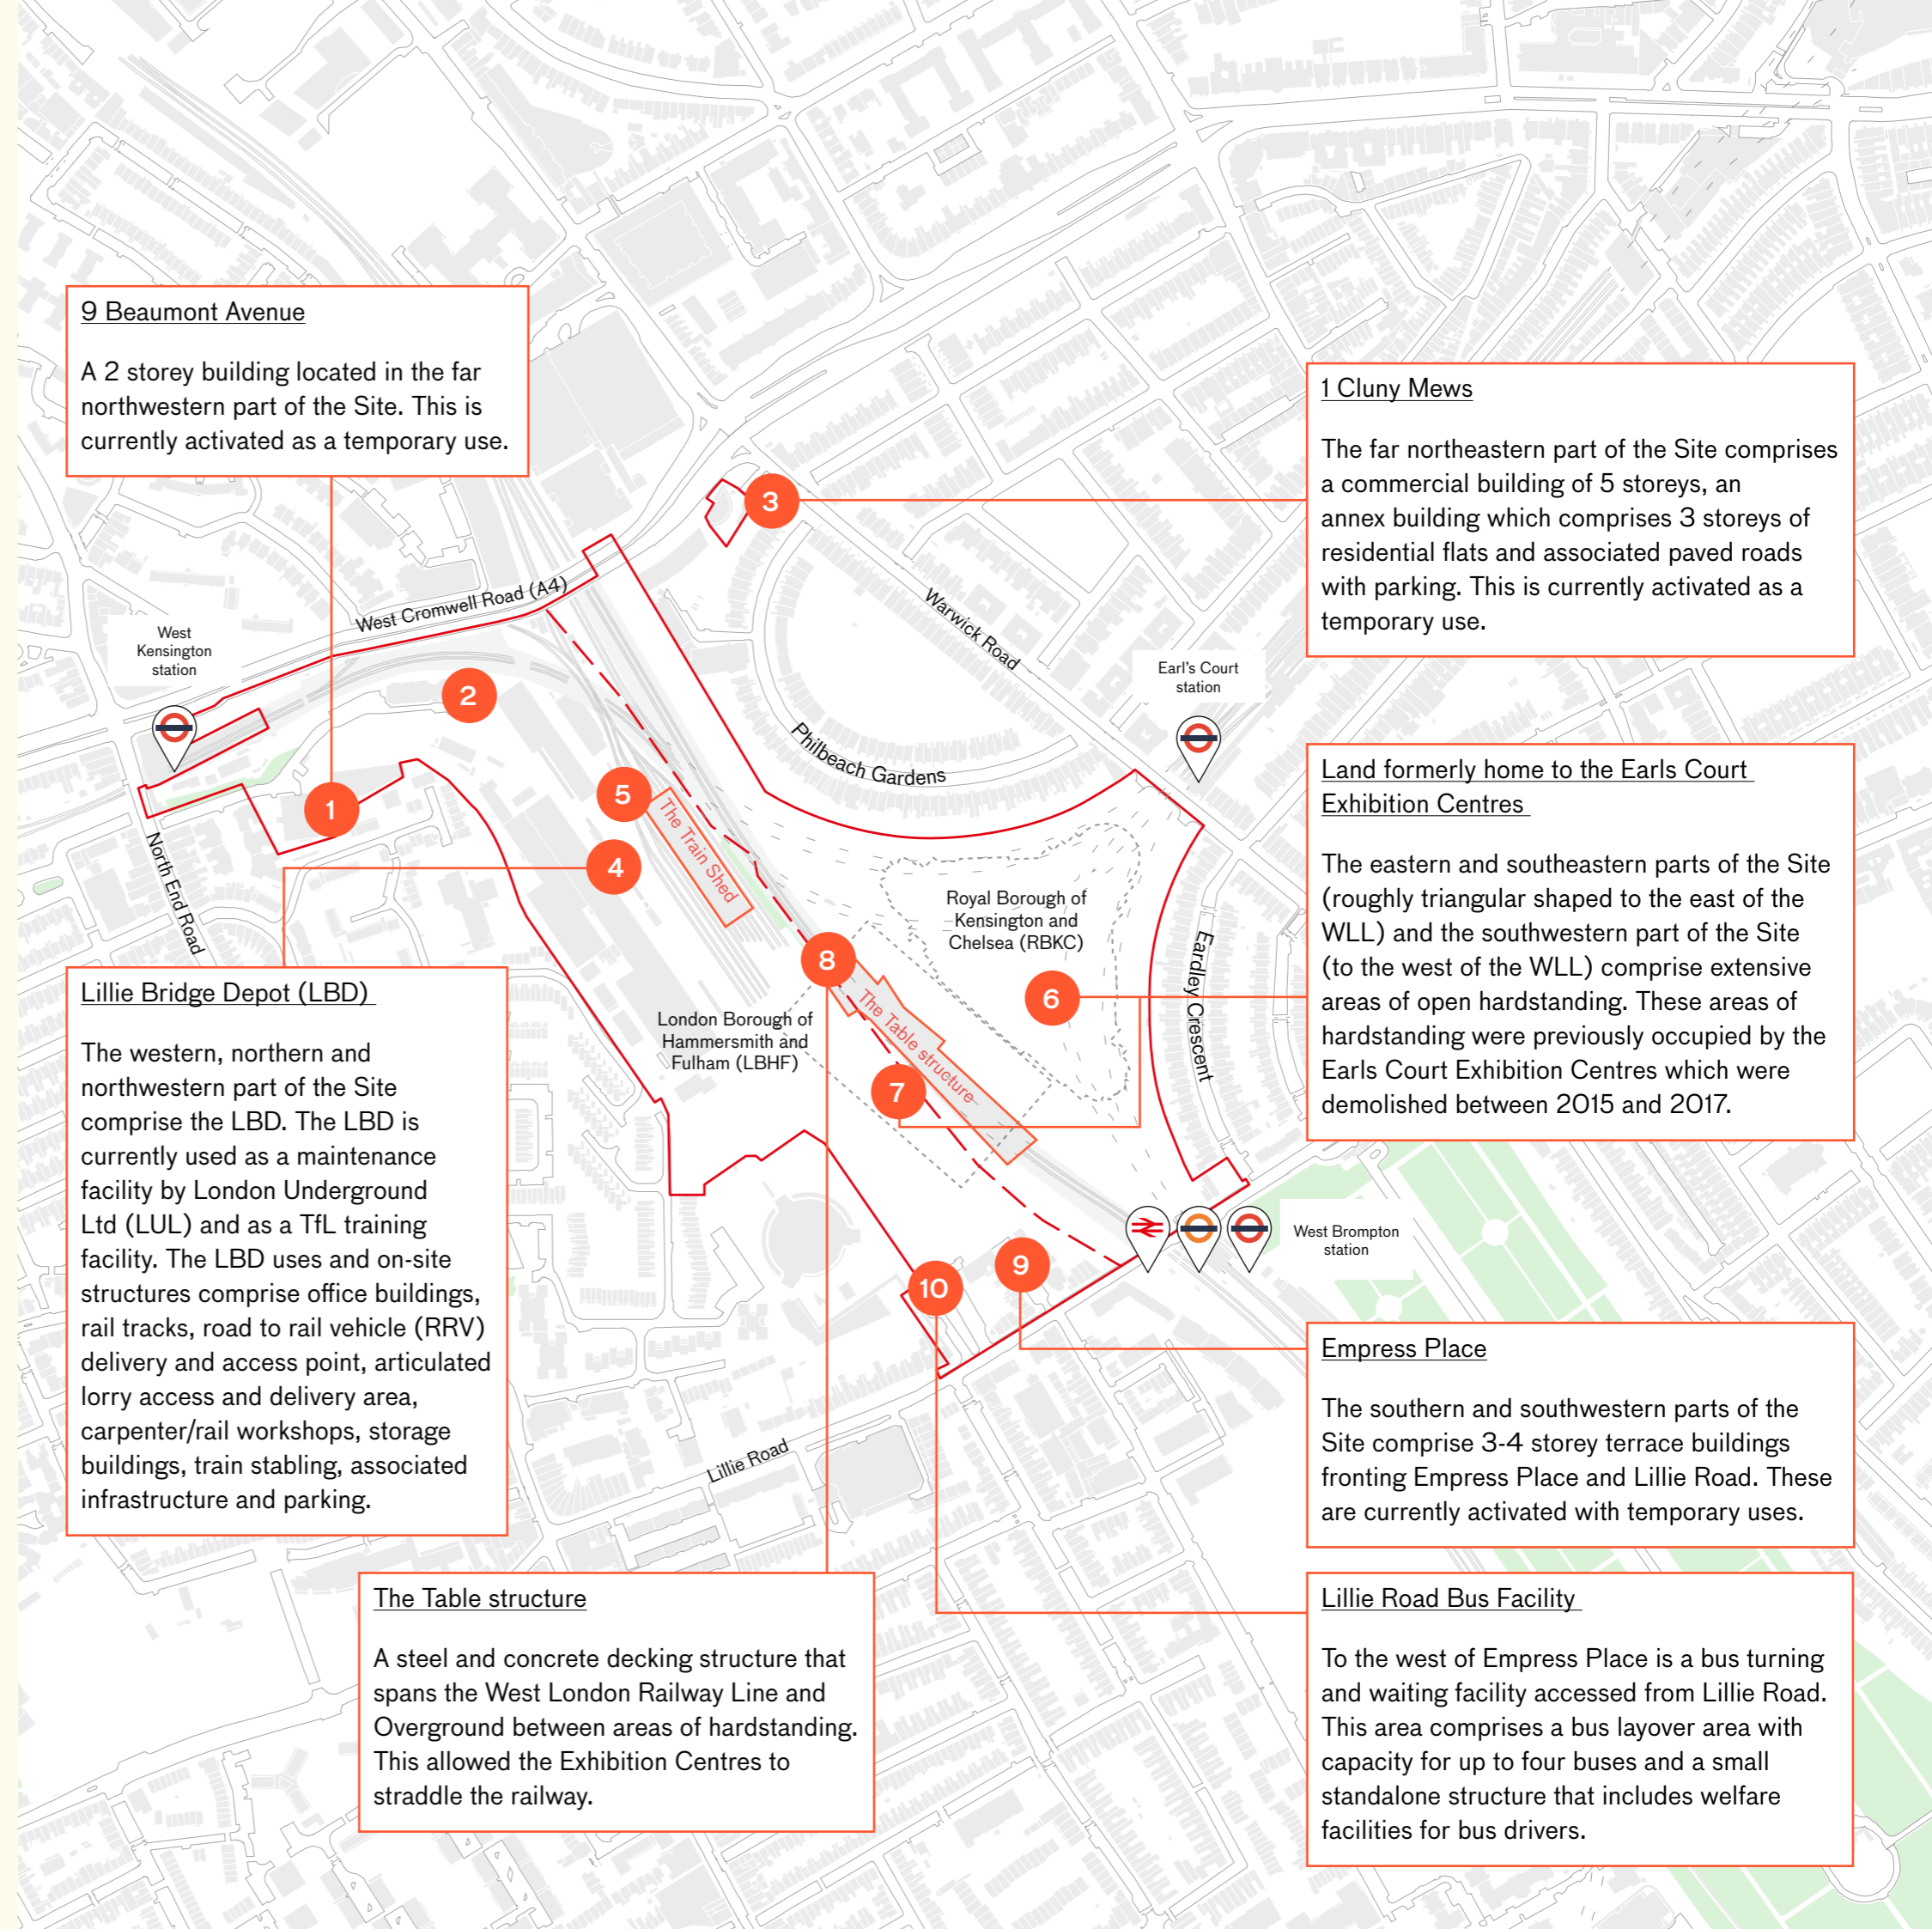 9 Beaumont Avenue
A 2 storey building located in the far
northwestern part of the Site. This is
currently activated as a temporary use.
1 Cluny Mews
The far northeastern part of the Site comprises
a commercial building of 5 storeys, an
annex building which comprises 3 storeys of
residential flats and associated paved roads
with parking. This is currently activated as a
temporary use.
3
West Cromwell Road (A4)
Warwick Road
West
Kensington
station
Earl's Court
station
2
Philbeach Gardens
5
1
The Train Shed
4
North End Road
Land formerly home to the Earls Court
Exhibition Centres
The eastern and southeastern parts of the Site
(roughly triangular shaped to the east of the
WLL) and the southwestern part of the Site
(to the west of the WLL) comprise extensive
areas of open hardstanding. These areas of
hardstanding were previously occupied by the
Earls Court Exhibition Centres which were
demolished between 2015 and 2017.
Royal Borough of
Kensington and
Chelsea (RBKC)
8
6
Eardley Crescent
The Table structure
London Borough of
Hammersmith and
Fulham (LBHF)
7
Lillie Bridge Depot (LBD)
The western, northern and
northwestern part of the Site
comprise the LBD. The LBD is
currently used as a maintenance
facility by London Underground
Ltd (LUL) and as a TfL training
facility. The LBD uses and on-site
structures comprise office buildings,
rail tracks, road to rail vehicle (RRV)
delivery and access point, articulated
lorry access and delivery area,
carpenter/rail workshops, storage
buildings, train stabling, associated
infrastructure and parking.
West Brompton
station
9
10
Lillie Road
Empress Place
The southern and southwestern parts of the
Site comprise 3-4 storey terrace buildings
fronting Empress Place and Lillie Road. These
are currently activated with temporary uses.
The Table structure
A steel and concrete decking structure that
spans the West London Railway Line and
Overground between areas of hardstanding.
This allowed the Exhibition Centres to
straddle the railway.
Lillie Road Bus Facility
To the west of Empress Place is a bus turning
and waiting facility accessed from Lillie Road.
This area comprises a bus layover area with
capacity for up to four buses and a small
standalone structure that includes welfare
facilities for bus drivers.